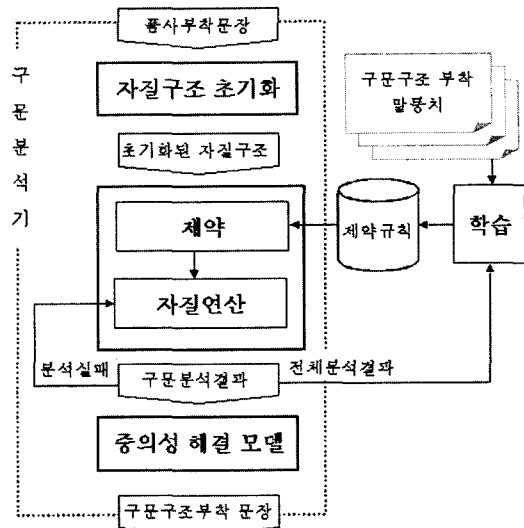 품사부착문장
구문분석기
자질구조 초기화
구문구조 부착
말뭉치
초기화된 자질구조
제약
제약규칙
학습
자질연산
분석실패
구문분석결과
전체분석결과
중의성 해결 모델
구문구조부착 문장